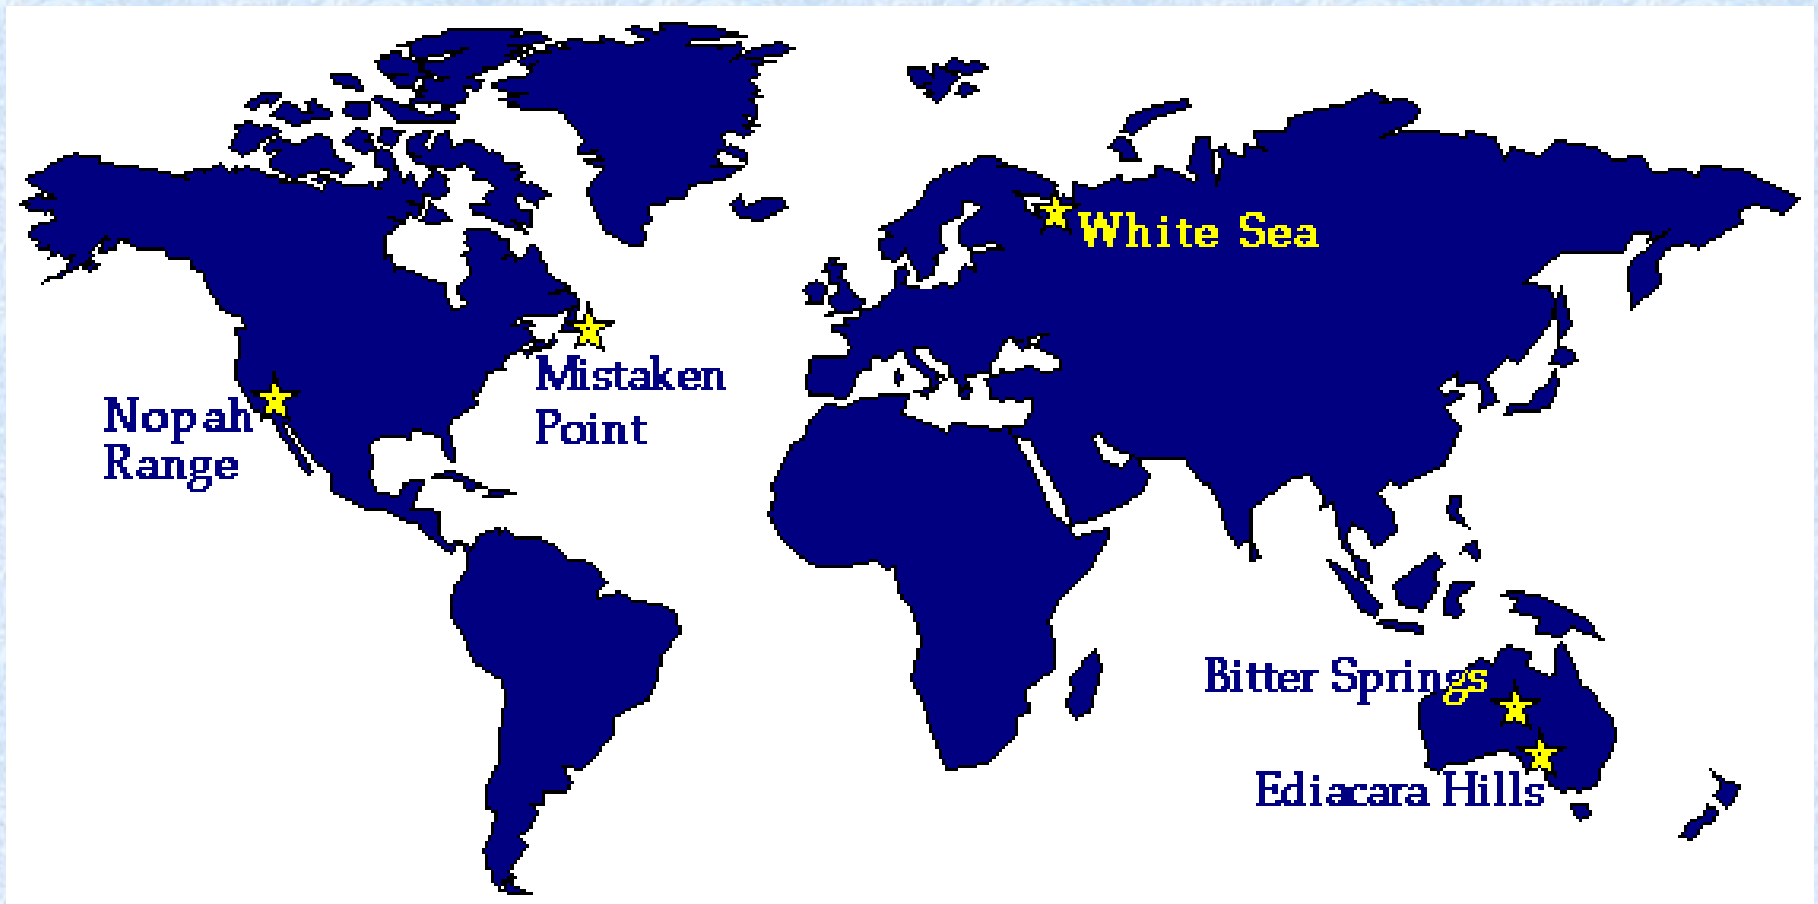 White Sea
Mistaken
Point
Nopah
Range
Bitter Springs
Ediacara Hills